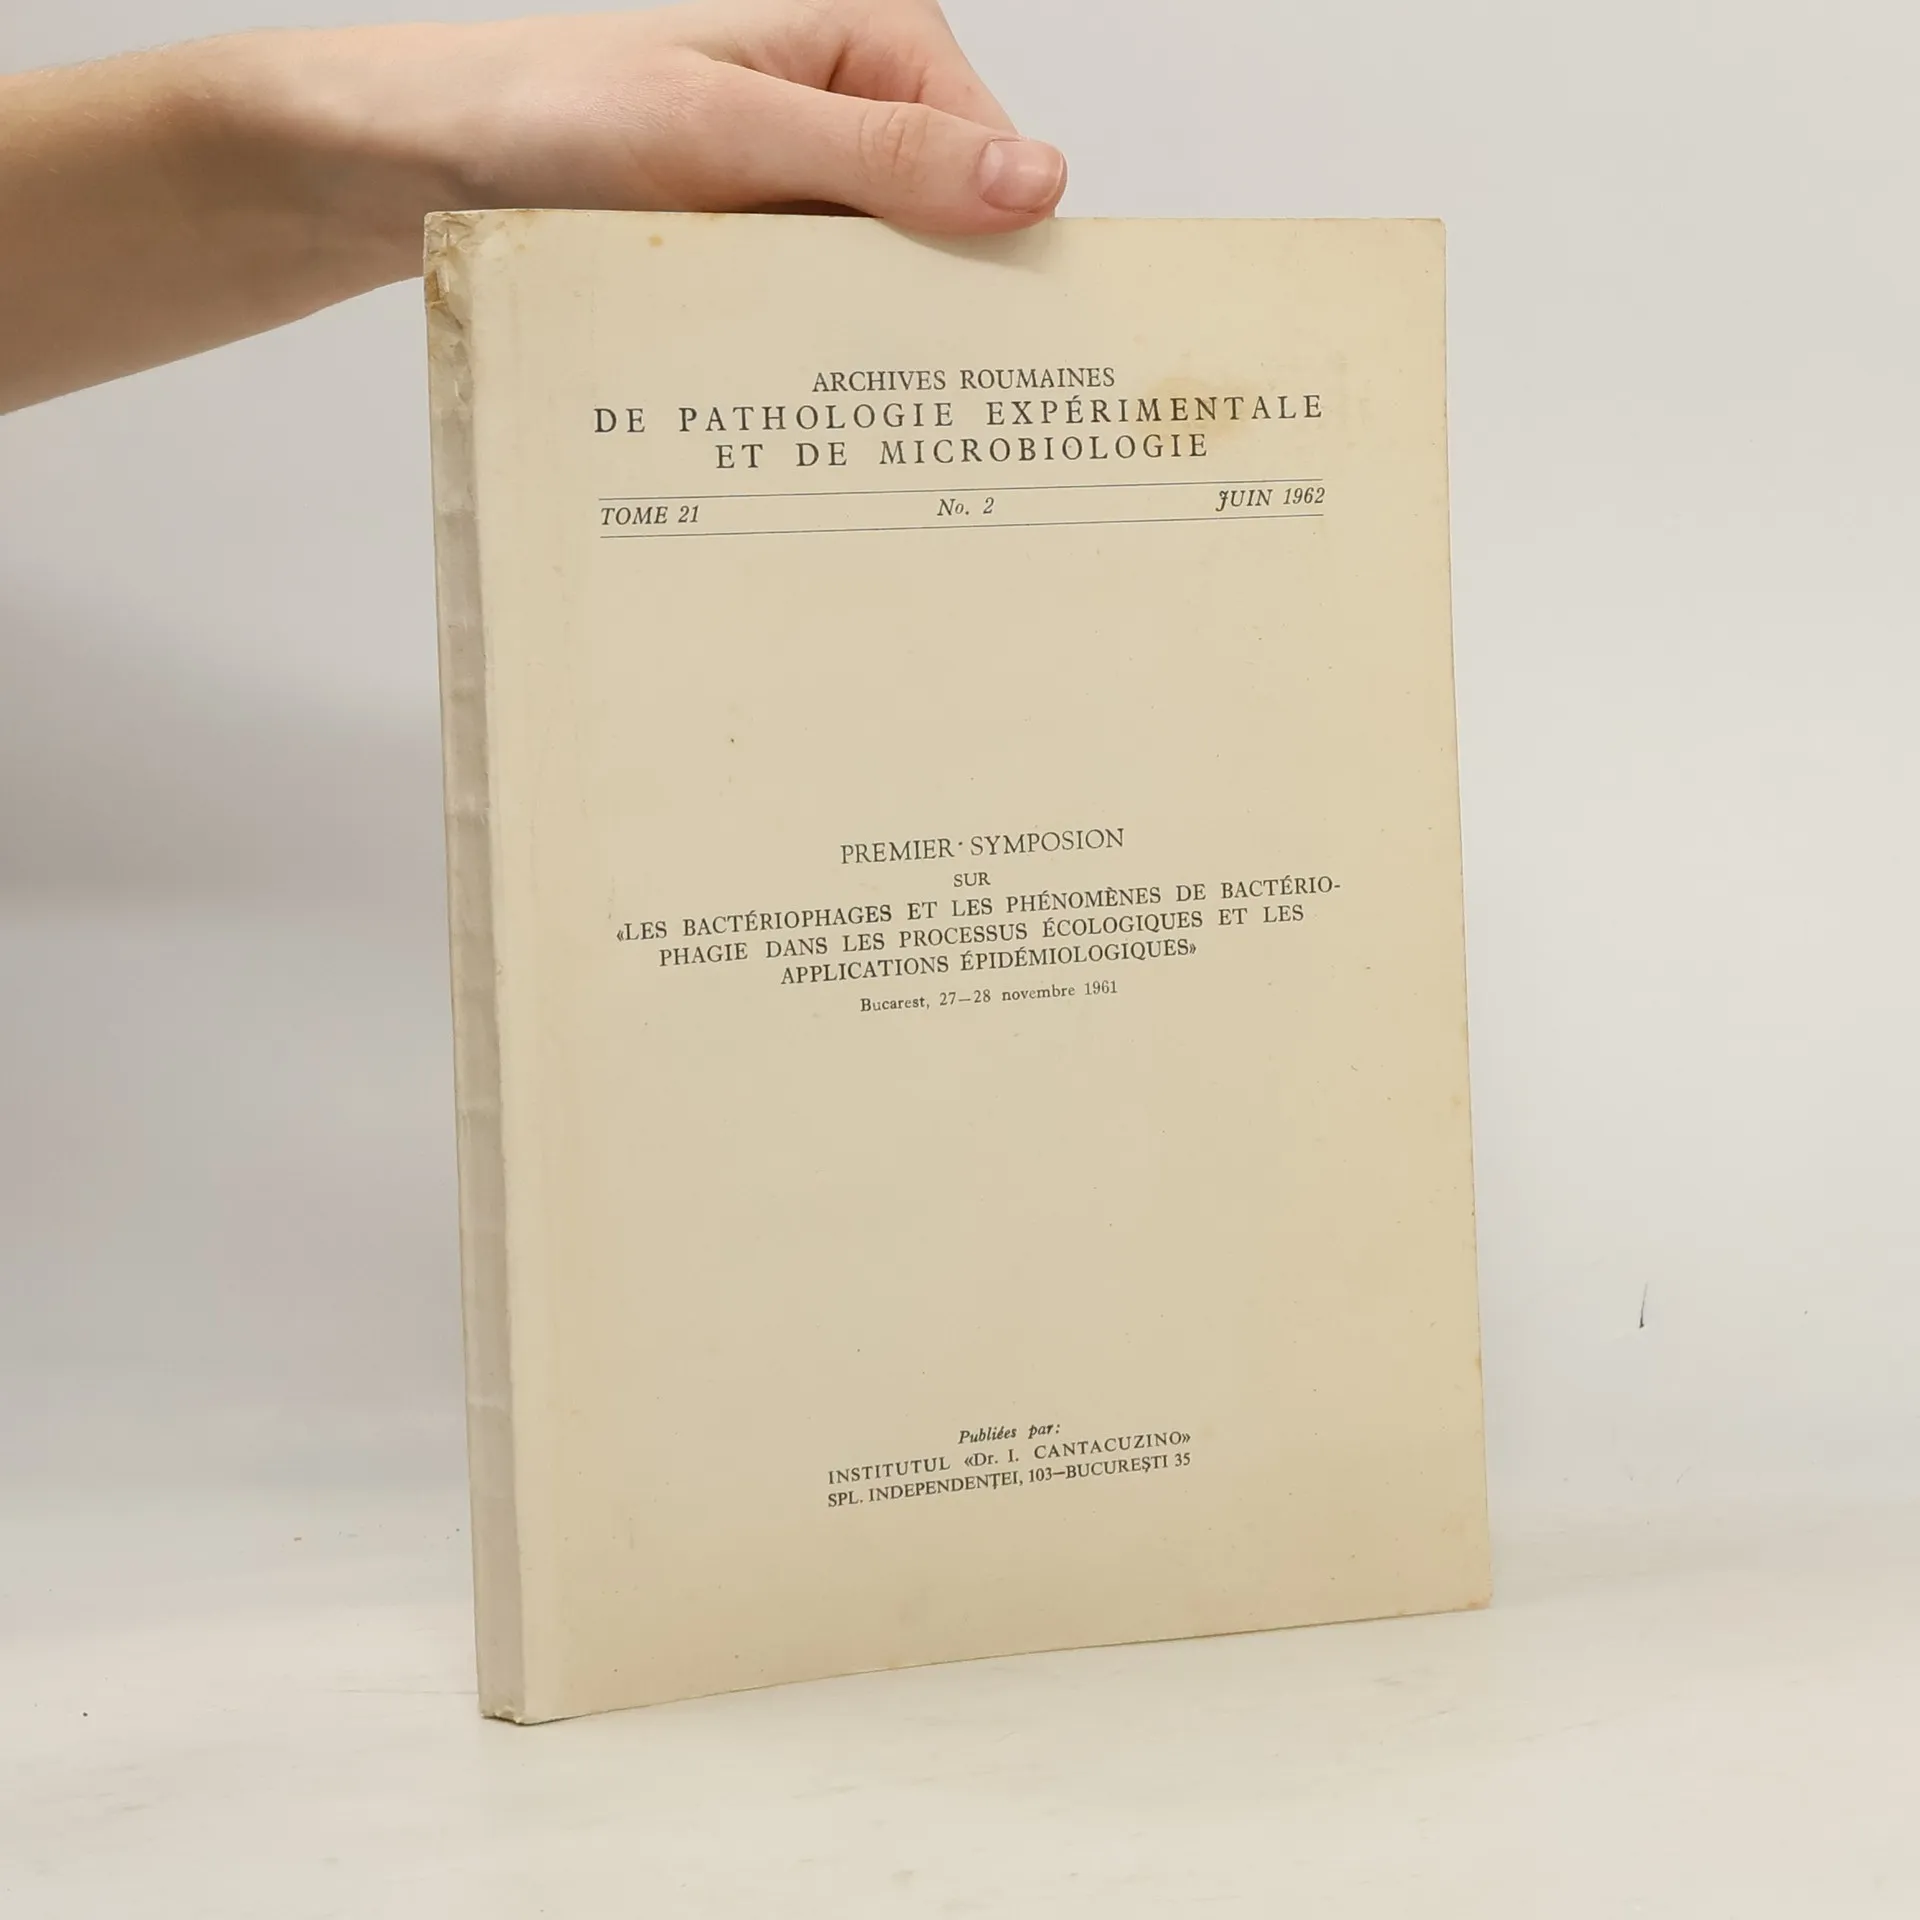 ARCHIVES ROUMAINES
DE PATHOLOGIE EXPÉRIMENTALE
ET DE MICROBIOLOGIE
TOME 21 No. 2 JUIN 1962
PREMIER SYMPOSION
SUR
«LES BACTÉRIOPHAGES ET LES PHÉNOMÈNES DE BACTÉRIO-
PHAGIE DANS LES PROCESSUS ÉCOLOGIQUES ET LES
APPLICATIONS ÉPIDÉMIOLOGIQUES»
Bucarest, 27—28 novembre 1961
Publiées par:
INSTITUTUL «Dr. I. CANTACUZINO»
SPL. INDEPENDENȚEI, 103—BUCUREȘTI 35